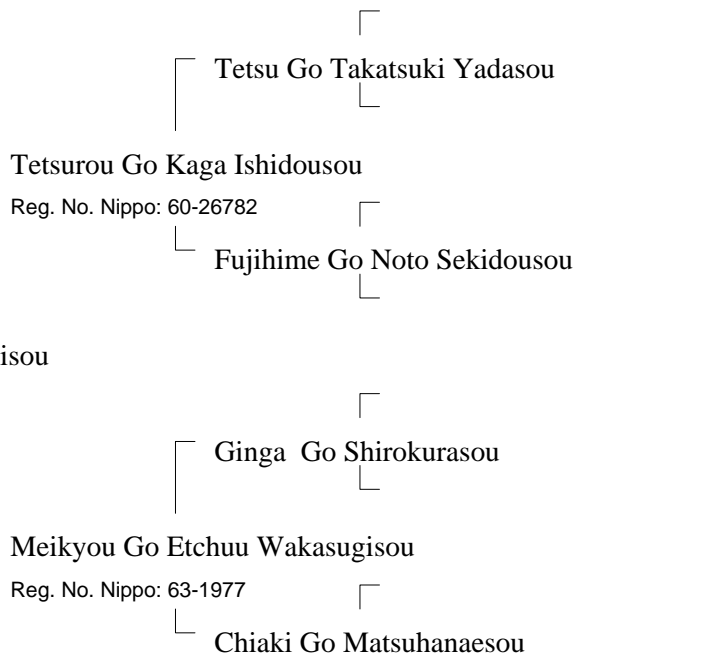 Tetsu Go Takatsuki Yadasou
Tetsurou Go Kaga Ishidousou
Reg. No. Nippo: 60-26782
Fujihime Go Noto Sekidousou
isou
Ginga Go Shirokurasou
Meikyou Go Etchuu Wakasugisou
Reg. No. Nippo: 63-1977
Chiaki Go Matsuhanaesou